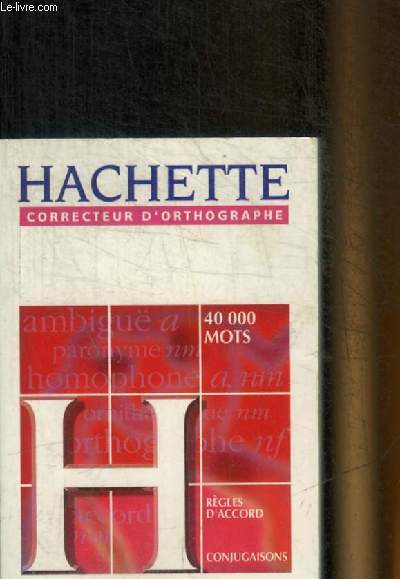 Le-livre.com
HACHETTE
CORRECTEUR D'ORTHOGRAPHE
ambiguë a
40 000
MOTS
paronyme nm
homophone a, nm
nm
orthographe nf
accord
RÈGLES
D'ACCORD
CONJUGAISONS